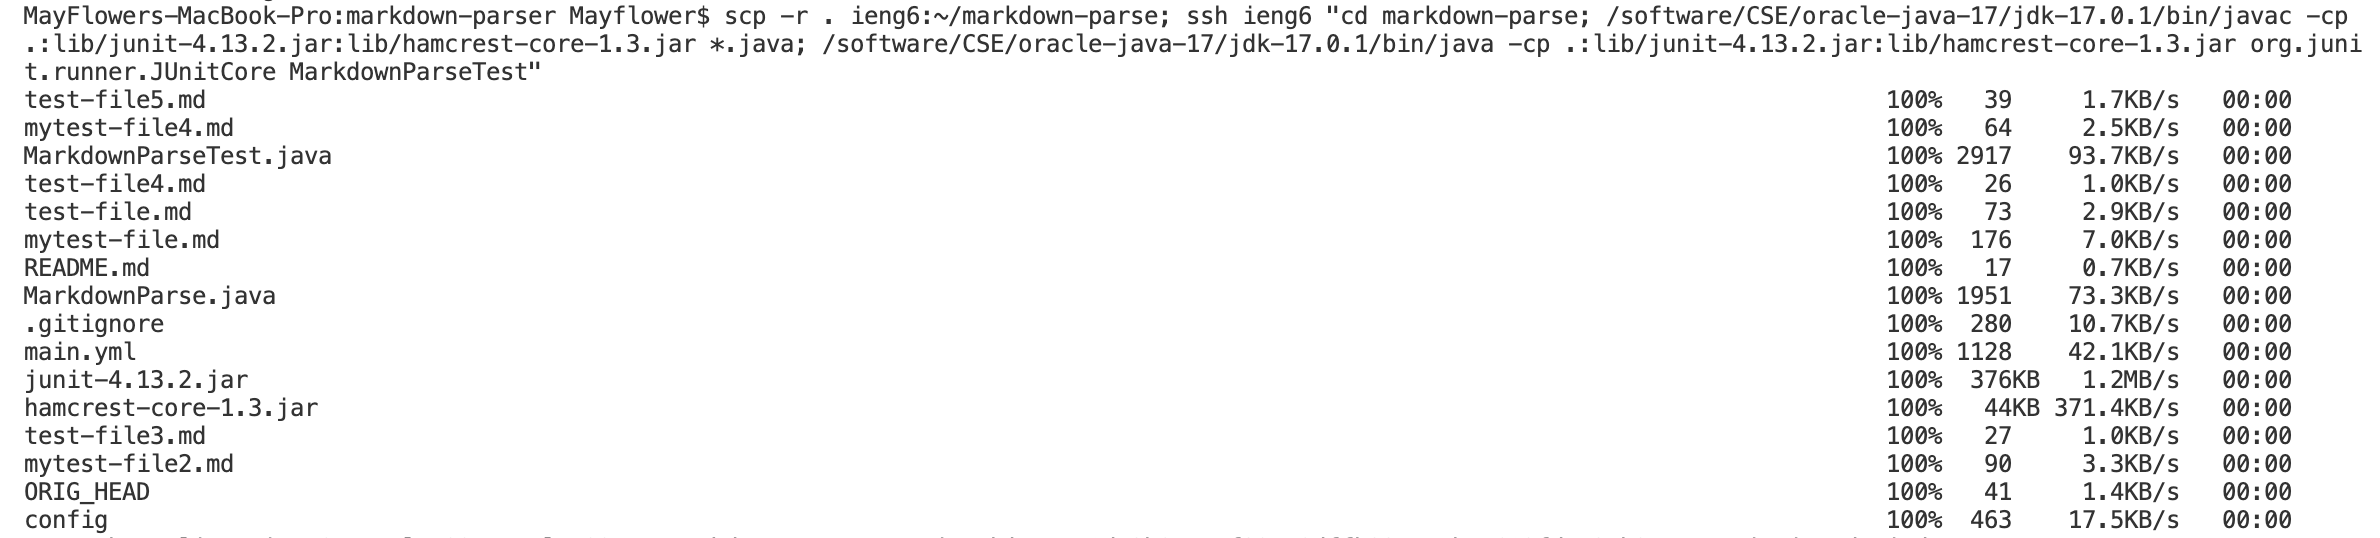 MayFlowers-MacBook-Pro:markdown-parser Mayflower$ scp -r . ieng6:~/markdown-parse; ssh ieng6 "cd markdown-parse; /software/CSE/oracle-java-17/jdk-17.0.1/bin/javac -cp
.:lib/junit-4.13.2.jar:lib/hamcrest-core-1.3.jar *.java; /software/CSE/oracle-java-17/jdk-17.0.1/bin/java -cp .:lib/junit-4.13.2.jar:lib/hamcrest-core-1.3.jar org.juni
t.runner.JUnitCore MarkdownParseTest"
test-file5.md 100% 39 1.7KB/s 00:00
mytest-file4.md 100% 64 2.5KB/s 00:00
MarkdownParseTest.java 100% 2917 93.7KB/s 00:00
test-file4.md 100% 26 1.0KB/s 00:00
test-file.md 100% 73 2.9KB/s 00:00
mytest-file.md 100% 176 7.0KB/s 00:00
README.md 100% 17 0.7KB/s 00:00
MarkdownParse.java 100% 1951 73.3KB/s 00:00
.gitignore 100% 280 10.7KB/s 00:00
main.yml 100% 1128 42.1KB/s 00:00
junit-4.13.2.jar 100% 376KB 1.2MB/s 00:00
hamcrest-core-1.3.jar 100% 44KB 371.4KB/s 00:00
test-file3.md 100% 27 1.0KB/s 00:00
mytest-file2.md 100% 90 3.3KB/s 00:00
ORIG_HEAD 100% 41 1.4KB/s 00:00
config 100% 463 17.5KB/s 00:00